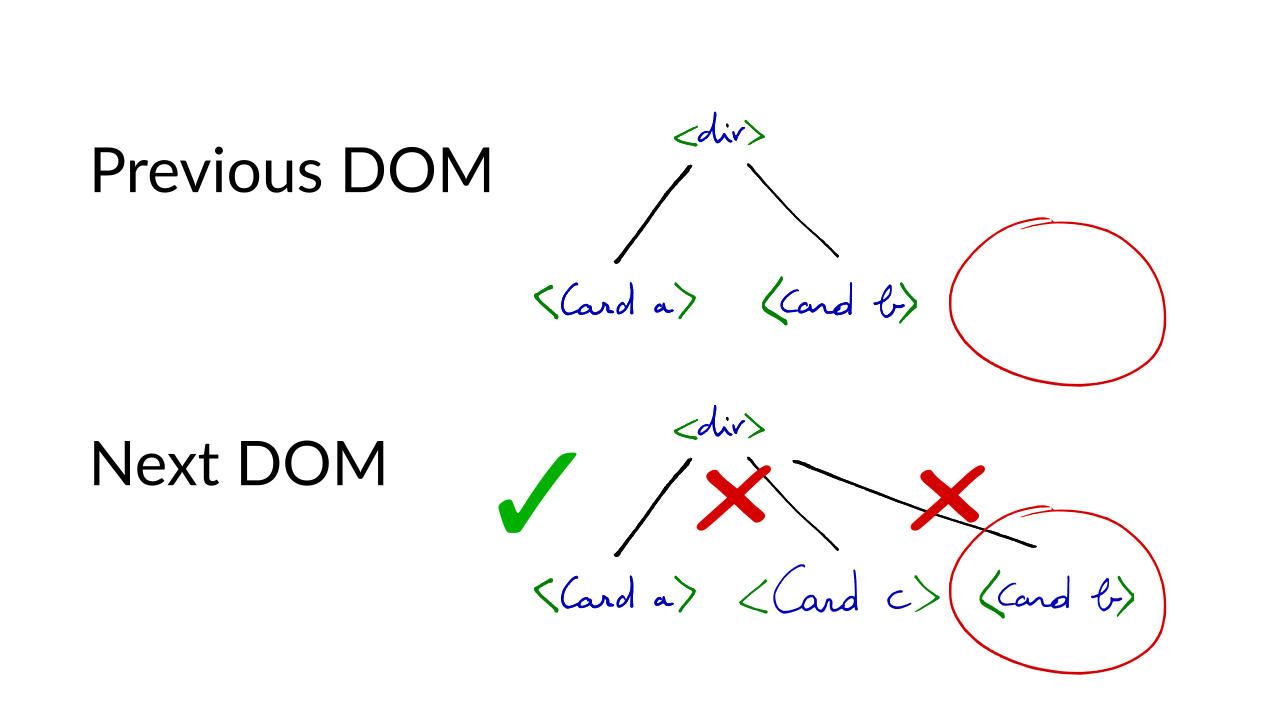 <div>
Previous DOM
<Card a> <Card b>
<div>
Next DOM
<Card a> <Card c> <Card b>